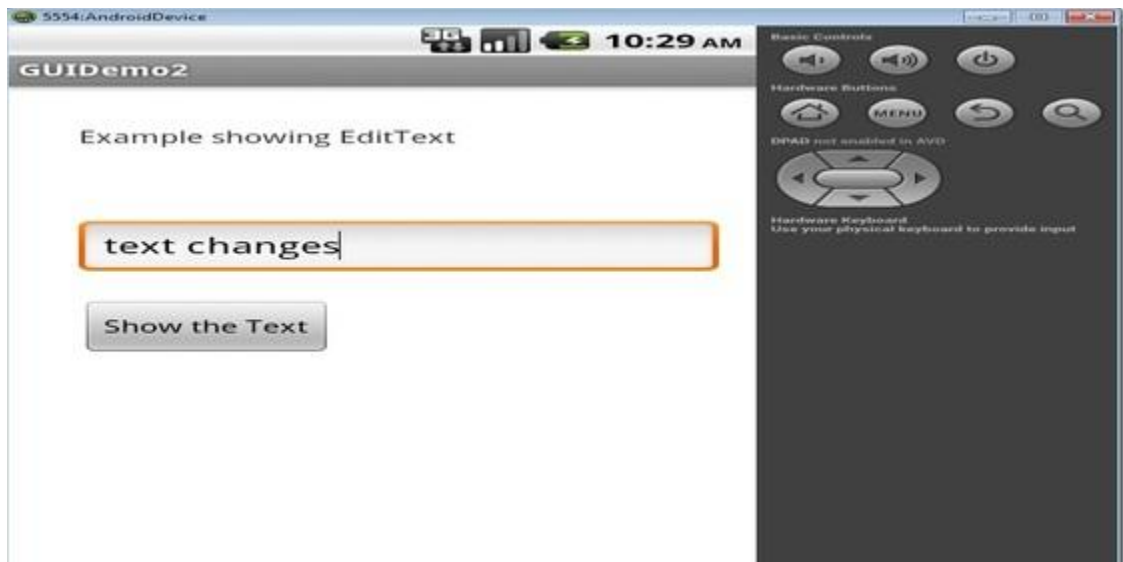 5554:AndroidDevice
3G
10:29 AM
GUIDemo2
Example showing EditText
text changes
Show the Text
Basic Controls
Hardware Buttons
MENU
DPAD not enabled in AVD
Hardware Keyboard
Use your physical keyboard to provide input